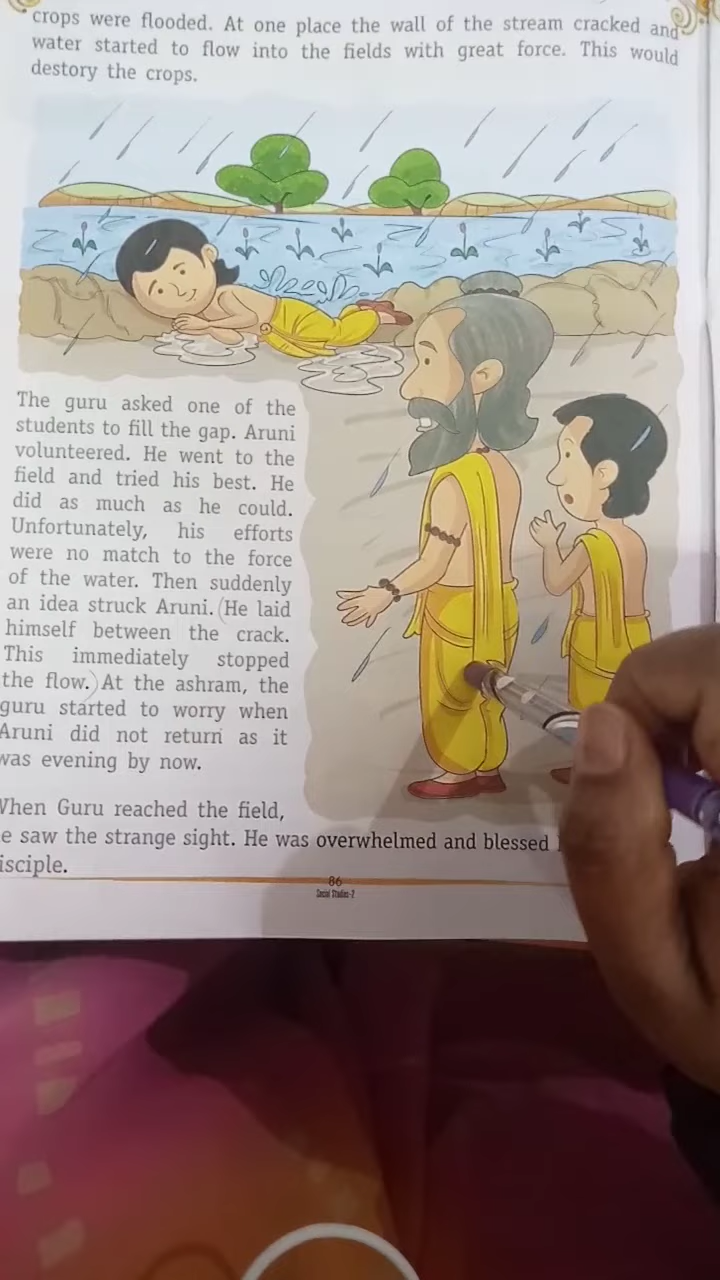 crops were flooded. At one place the wall of the stream cracked and
water started to flow into the fields with great force. This would
destory the crops.
The guru asked one of the
students to fill the gap. Aruni
volunteered. He went to the
field and tried his best. He
did as much as he could.
Unfortunately, his efforts
were no match to the force
of the water. Then suddenly
an idea struck Aruni. (He laid
himself between the crack.
This immediately stopped
the flow.) At the ashram, the
guru started to worry when
Aruni did not return as it
was evening by now.
When Guru reached the field,
e saw the strange sight. He was overwhelmed and blessed
isciple.
86
Social Studies-2